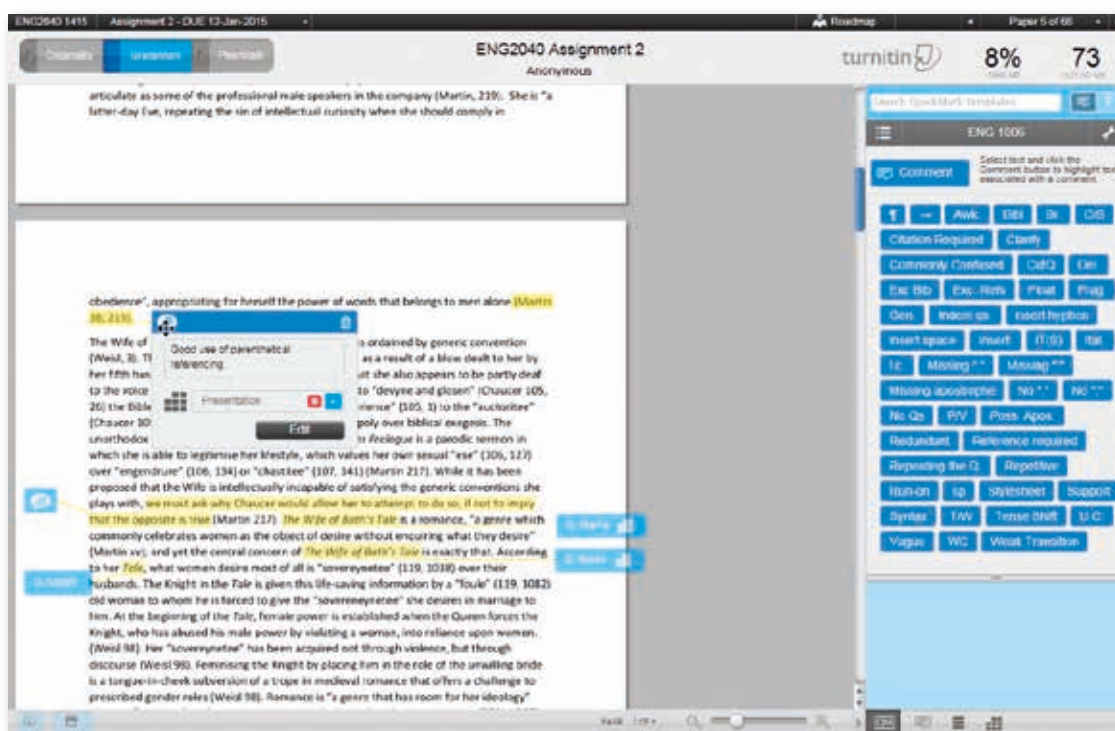 ENG2040 1415 Assignment 2 - DUE 12-Jan-2015
Roadmap
Paper 5 of 66
Originality GradeMark PeerMark
ENG2040 Assignment 2
Anonymous
turnitin
8%
73
articulate as some of the professional male speakers in the company (Martin, 219). She is "a
latter-day Eve, repeating the sin of intellectual curiosity when she should comply in
obedience", appropriating for herself the power of words that belongs to men alone (Martin
38, 219).
The Wife of
s ordained by generic convention
(Weisl, 3). T
as a result of a blow dealt to her by
her fifth hus
at she also appears to be partly deaf
to the voice
to "devyne and glosen" (Chaucer 105,
26) the Bible
rience" (105, 1) to the "auctoritee"
(Chaucer 10
poly over biblical exegesis. The
unorthodox
er Prologue is a parodic sermon in
Good use of parenthetical
referencing.
Presentation
Edit
which she is able to legitimise her lifestyle, which values her own sexual "ese" (106, 127)
over "engendrure" (106, 134) or "chastitee" (107, 141) (Martin 217). While it has been
proposed that the Wife is intellectually incapable of satisfying the generic conventions she
plays with, we must ask why Chaucer would allow her to attempt to do so, if not to imply
that the opposite is true (Martin 217). The Wife of Bath's Tale is a romance, "a genre which
commonly celebrates women as the object of desire without enquiring what they desire"
(Martin xv); and yet the central concern of The Wife of Bath's Tale is exactly that. According
to her Tale, what women desire most of all is "sovereynetee" (119, 1038) over their
husbands. The Knight in the Tale is given this life-saving information by a "foule" (119, 1082)
old woman to whom he is forced to give the "sovereneynetee" she desires in marriage to
him. At the beginning of the Tale, female power is established when the Queen forces the
Knight, who has abused his male power by violating a woman, into reliance upon women.
(Weisl 98). Her "sovereynetee" has been acquired not through violence, but through
discourse (Weisl 98). Feminising the Knight by placing him in the role of the unwilling bride
is a tongue-in-cheek subversion of a trope in medieval romance that offers a challenge to
prescribed gender roles (Weisl 98). Romance is "a genre that has room for her ideology"
Search QuickMark Templates
ENG 1006
Comment
Select text and click the
Comment button to highlight text
associated with a comment.
¶ Awk. Bibl Br. C/S
Citation Required Clarify
Commonly Confused CutQ Del
Exc Bib Exc. Refs Float Frag
Gen. Indent qs Insert hyphen
Insert space Insert (T(S)) Ital
l.c Missing " " Missing ""
Missing apostrophe No "." No ","
No Qs P/V Poss. Apos.
Redundant Reference required
Repeating the Q. Repetitive
Run-on sp Stylesheet Support
Syntax T/W Tense Shift U.C
Vague WC Weak Transition
PAGE